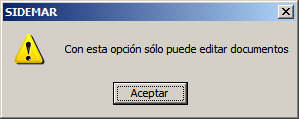 SIDEMAR
Con esta opción sólo puede editar documentos
Aceptar